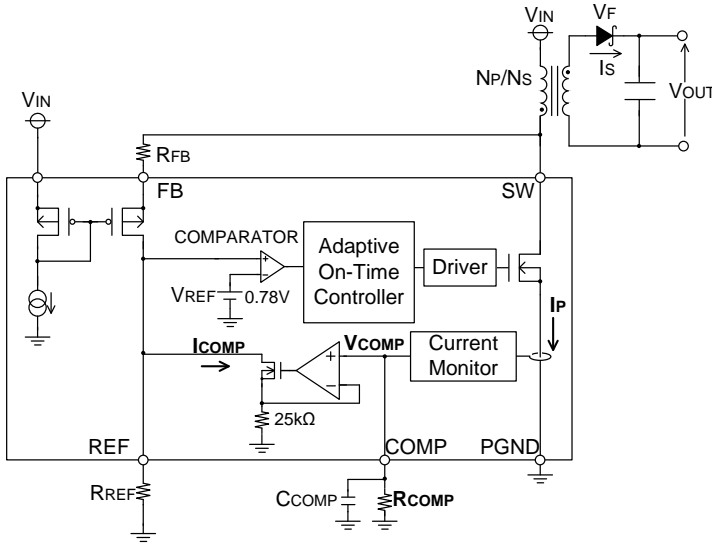 VIN
VF
IS
NP/NS
VOUT
VIN
RFB
FB
SW
COMPARATOR
Adaptive
On-Time
Controller
Driver
VREF
0.78V
IP
ICOMP
VCOMP
Current
Monitor
25kΩ
REF
COMP
PGND
RREF
CCOMP
RCOMP
+
-
+
-